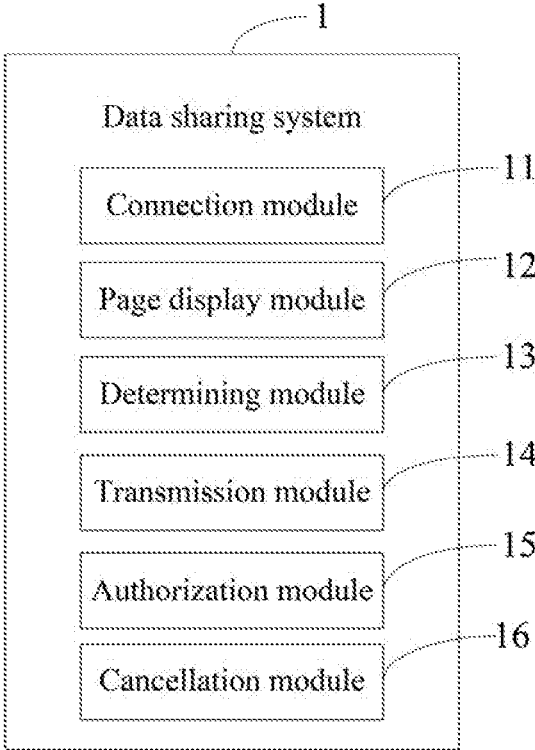 1
Data sharing system
11
Connection module
12
Page display module
13
Determining module
14
Transmission module
15
Authorization module
16
Cancellation module